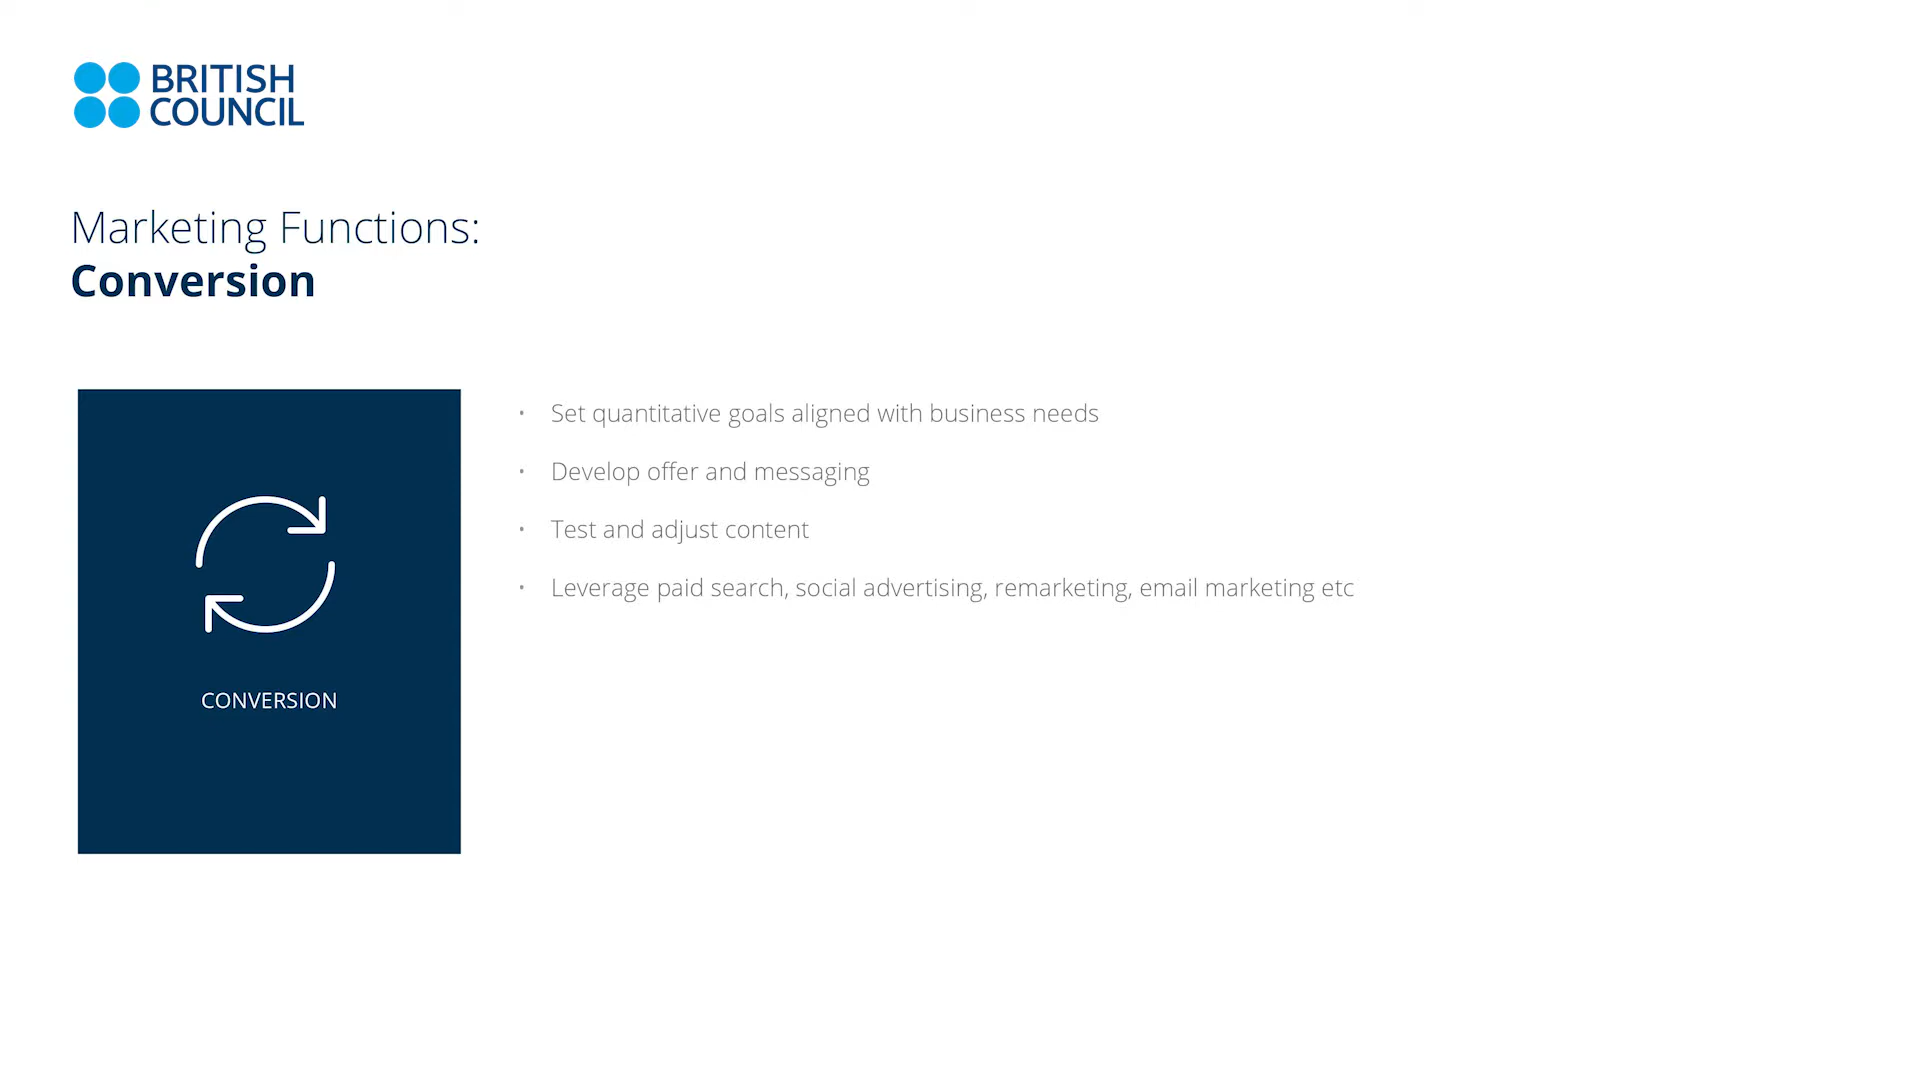 BRITISH
COUNCIL
Marketing Functions:
Conversion
CONVERSION
• Set quantitative goals aligned with business needs
• Develop offer and messaging
• Test and adjust content
• Leverage paid search, social advertising, remarketing, email marketing etc